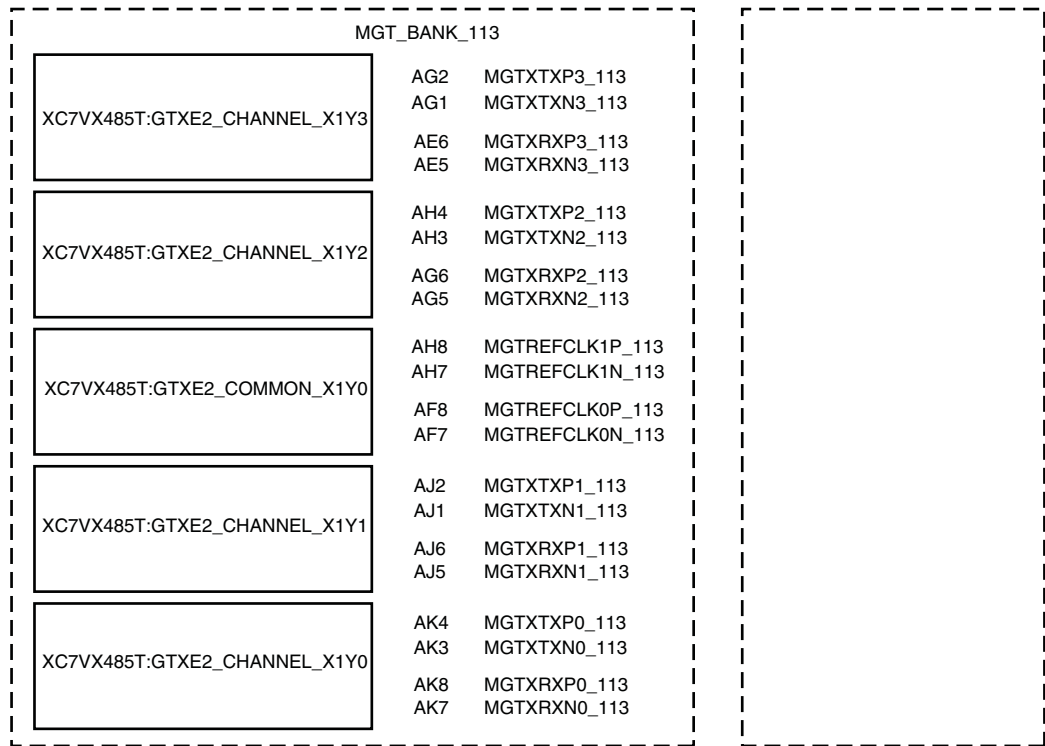 MGT_BANK_113
XC7VX485T:GTXE2_CHANNEL_X1Y3
AG2 MGTXTXP3_113
AG1 MGTXTXN3_113
AE6 MGTXRXP3_113
AE5 MGTXRXN3_113
XC7VX485T:GTXE2_CHANNEL_X1Y2
AH4 MGTXTXP2_113
AH3 MGTXTXN2_113
AG6 MGTXRXP2_113
AG5 MGTXRXN2_113
XC7VX485T:GTXE2_COMMON_X1Y0
AH8 MGTREFCLK1P_113
AH7 MGTREFCLK1N_113
AF8 MGTREFCLK0P_113
AF7 MGTREFCLK0N_113
XC7VX485T:GTXE2_CHANNEL_X1Y1
AJ2 MGTXTXP1_113
AJ1 MGTXTXN1_113
AJ6 MGTXRXP1_113
AJ5 MGTXRXN1_113
XC7VX485T:GTXE2_CHANNEL_X1Y0
AK4 MGTXTXP0_113
AK3 MGTXTXN0_113
AK8 MGTXRXP0_113
AK7 MGTXRXN0_113